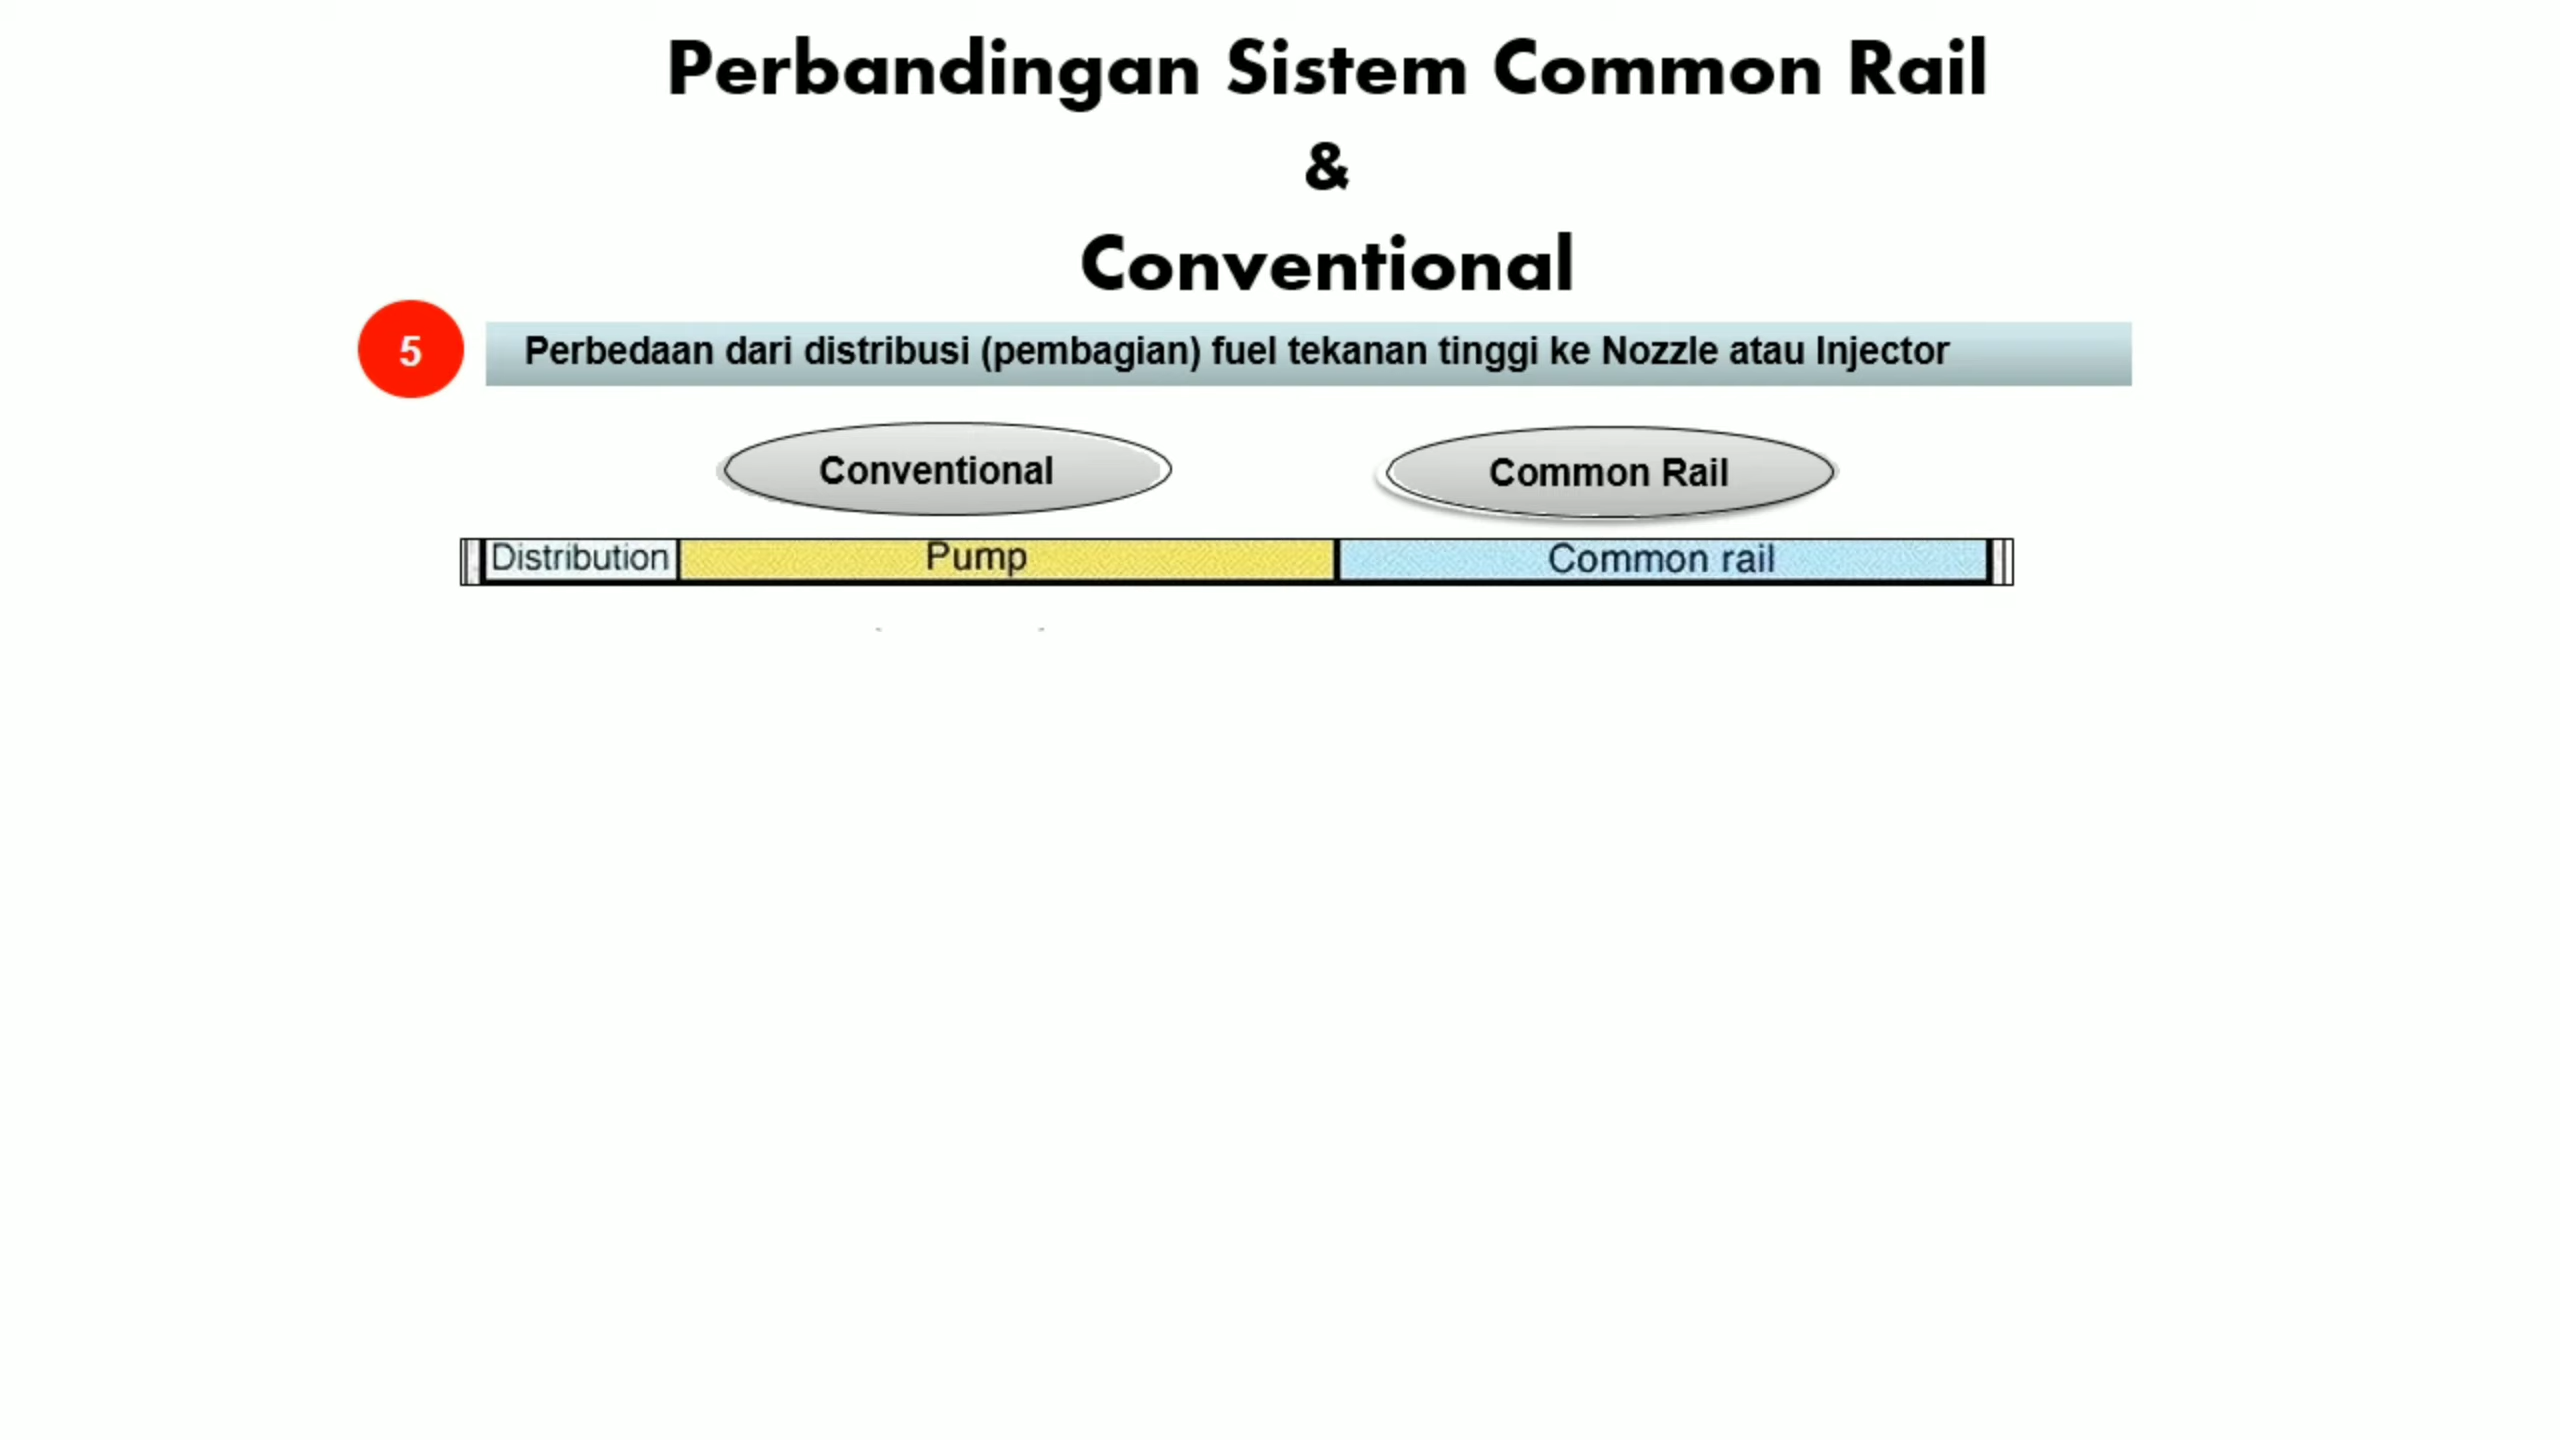 Perbandingan Sistem Common Rail
&
Conventional
5 Perbedaan dari distribusi (pembagian) fuel tekanan tinggi ke Nozzle atau Injector
Conventional Common Rail
Distribution Pump Common rail